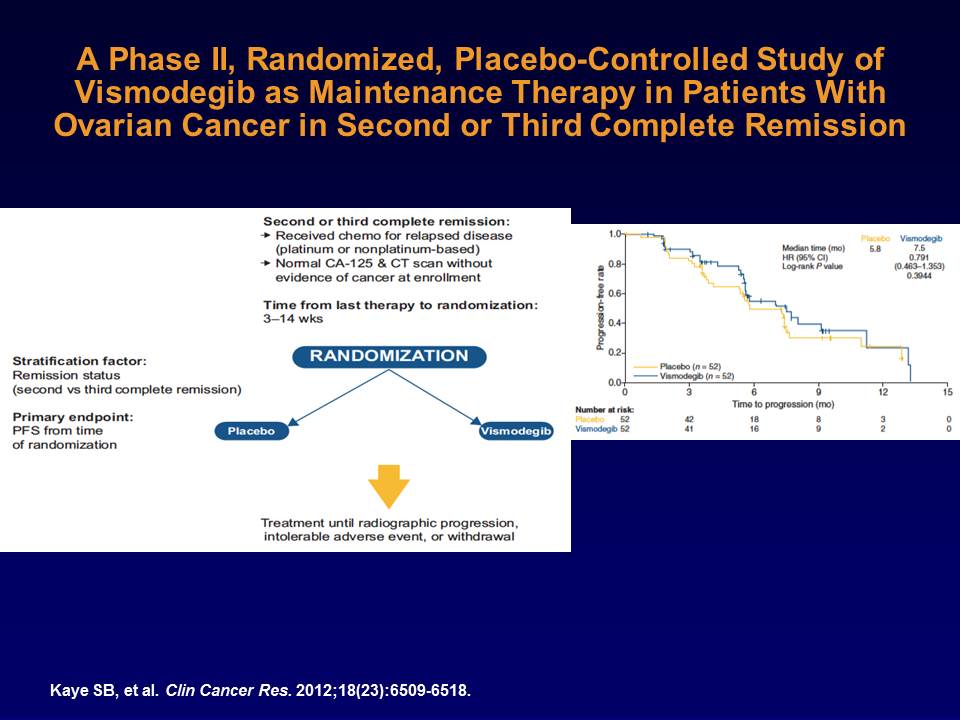 A Phase II, Randomized, Placebo-Controlled Study of
Vismodegib as Maintenance Therapy in Patients With
Ovarian Cancer in Second or Third Complete Remission
Second or third complete remission:
→ Received chemo for relapsed disease
(platinum or nonplatinum-based)
→ Normal CA-125 & CT scan without
evidence of cancer at enrollment
Time from last therapy to randomization:
3–14 wks
RANDOMIZATION
Stratification factor:
Remission status
(second vs third complete remission)
Primary endpoint:
PFS from time
of randomization
Placebo
Vismodegib
Treatment until radiographic progression,
intolerable adverse event, or withdrawal
Progression-free rate
1.0
0.8
0.6
0.4
0.2
0.0
Placebo Vismodegib
Median time (mo) 5.8 7.5
HR (95% CI) 0.791
(0.463–1.353)
Log-rank P value 0.3944
Placebo (n = 52)
Vismodegib (n = 52)
0 3 6 9 12 15
Time to progression (mo)
Number at risk:
Placebo 52 42 18 8 3 0
Vismodegib 52 41 16 9 2 0
Kaye SB, et al. Clin Cancer Res. 2012;18(23):6509-6518.